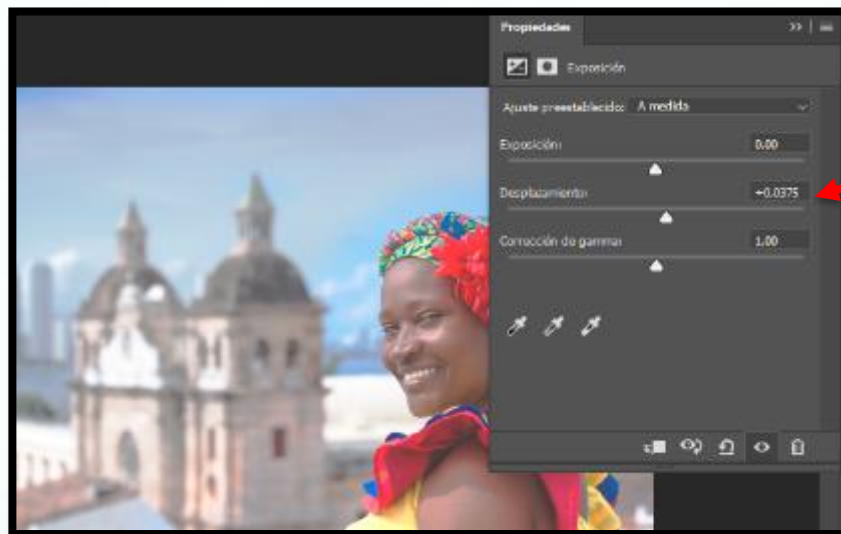 Propiedades
Exposición
Ajuste preestablecido: A medida
Exposición: 0.00
Desplazamiento: +0.0375
Corrección de gamma: 1.00